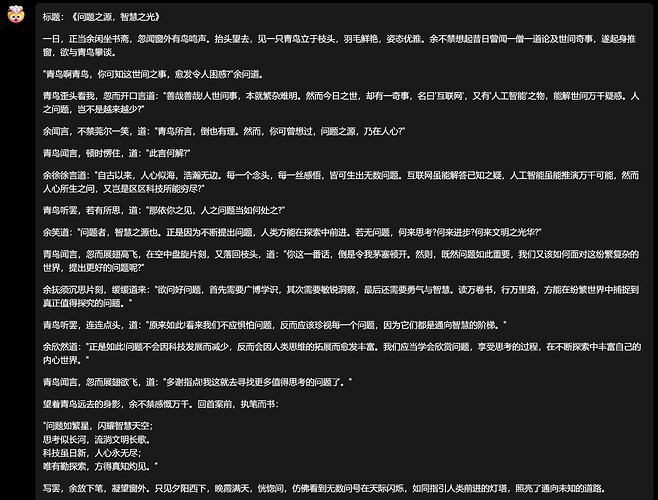 标题：《问题之源，智慧之光》
一日，正当余闲坐书斋，忽闻窗外有鸟鸣声。抬头望去，见一只青鸟立于枝头，羽毛鲜艳，姿态优雅。余不禁想起昔日曾闻一僧一道论及世间奇事，遂起身推
窗，欲与青鸟攀谈。
"青鸟啊青鸟，你可知这世间之事，愈发令人困惑？"余问道。
青鸟歪头看我，忽而开口言道："善哉善哉！人世间事，本就繁杂难明。然而今日之世，却有一奇事，名曰'互联网'，又有'人工智能'之物，能解世间万千疑惑。人
之问题，岂不是越来越少？"
余闻言，不禁莞尔一笑，道："青鸟所言，倒也有理。然而，你可曾想过，问题之源，乃在人心？"
青鸟闻言，顿时愣住，道："此言何解？"
余徐徐言道："自古以来，人心似海，浩瀚无边。每一个念头，每一丝感悟，皆可生出无数问题。互联网虽能解答已知之疑，人工智能虽能推演万千可能，然而
人心所生之问，又岂是区区科技所能穷尽？"
青鸟听罢，若有所思，道："那依你之见，人之问题当如何处之？"
余笑道："问题者，智慧之源也。正是因为不断提出问题，人类方能在探索中前进。若无问题，何来思考？何来进步？何来文明之光华？"
青鸟闻言，忽而展翅高飞，在空中盘旋片刻，又落回枝头，道："你这一番话，倒是令我茅塞顿开。然则，既然问题如此重要，我们又该如何面对这纷繁复杂的
世界，提出更好的问题呢？"
余抚须沉思片刻，缓缓道来："欲问好问题，首先需要广博学识，其次需要敏锐洞察，最后还需要勇气与智慧。读万卷书，行万里路，方能在纷繁世界中捕捉到
真正值得探究的问题。"
青鸟听罢，连连点头，道："原来如此！看来我们不应惧怕问题，反而应该珍视每一个问题，因为它们都是通向智慧的阶梯。"
余欣然道："正是如此！问题不会因科技发展而减少，反而会因人类思维的拓展而愈发丰富。我们应当学会欣赏问题，享受思考的过程，在不断探索中丰富自己的
内心世界。"
青鸟闻言，忽而展翅欲飞，道："多谢指点！我这就去寻找更多值得思考的问题了。"
望着青鸟远去的身影，余不禁感慨万千。回首案前，执笔而书：
"问题如繁星，闪耀智慧天空；
思考似长河，流淌文明长歌。
科技虽日新，人心永无尽；
唯有勤探索，方得真知灼见。"
写罢，余放下笔，凝望窗外。只见夕阳西下，晚霞满天，恍惚间，仿佛看到无数问号在天际闪烁，如同指引人类前进的灯塔，照亮了通向未知的道路。